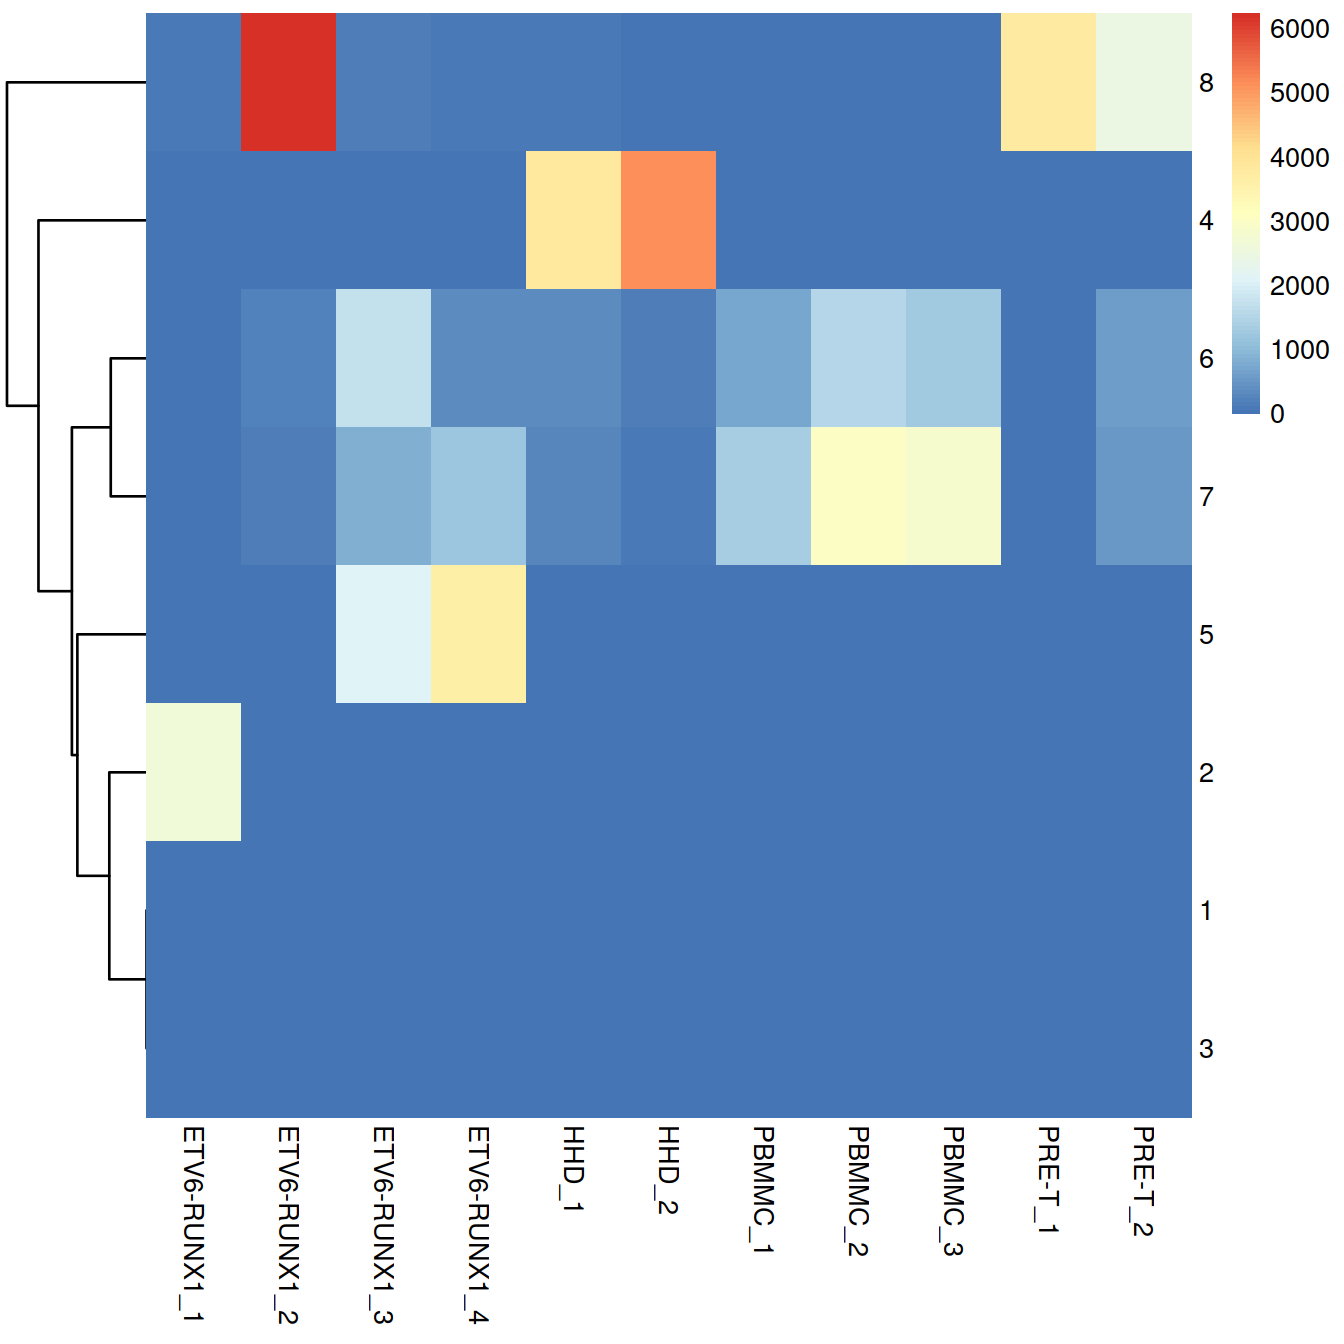 6000
5000
4000
3000
2000
1000
0
8
4
6
7
5
2
1
3
ETV6-RUNX1_1
ETV6-RUNX1_2
ETV6-RUNX1_3
ETV6-RUNX1_4
HHD_1
HHD_2
PBMMC_1
PBMMC_2
PBMMC_3
PRE-T_1
PRE-T_2